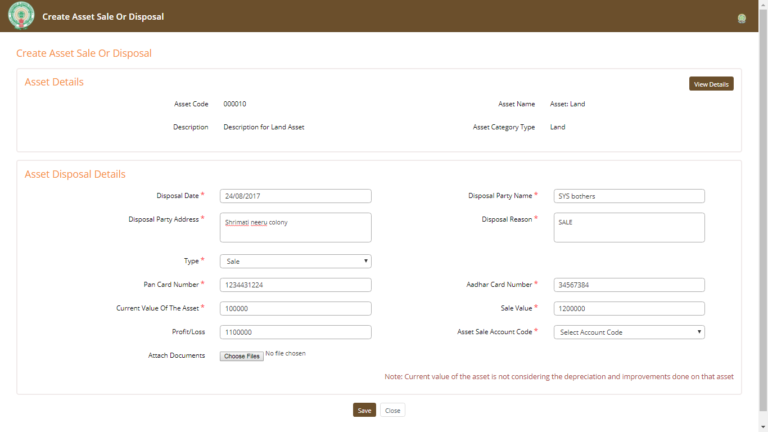 Create Asset Sale Or Disposal
Create Asset Sale Or Disposal
Asset Details
View Details
Asset Code 000010 Asset Name Asset: Land
Description Description for Land Asset Asset Category Type Land
Asset Disposal Details
Disposal Date * 24/08/2017 Disposal Party Name * SYS bothers
Disposal Party Address * Shrimati neeru colony Disposal Reason * SALE
Type * Sale
Pan Card Number * 1234431224 Aadhar Card Number * 34567384
Current Value Of The Asset * 100000 Sale Value * 1200000
Profit/Loss 1100000 Asset Sale Account Code * Select Account Code
Attach Documents Choose Files No file chosen
Note: Current value of the asset is not considering the depreciation and improvements done on that asset
Save Close